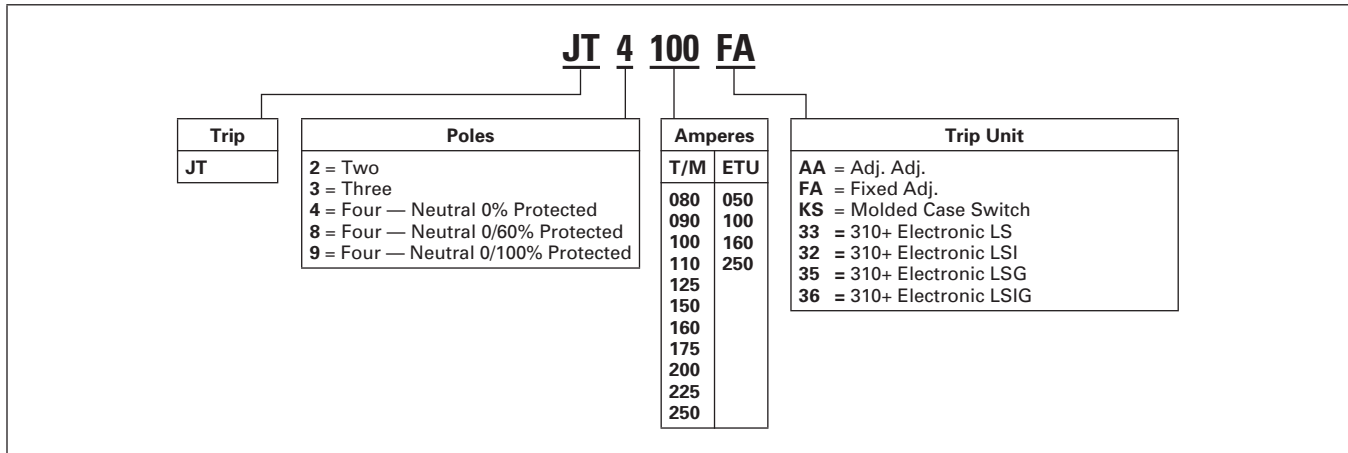 JT 4 100 FA
Trip
JT
Poles
2 = Two
3 = Three
4 = Four — Neutral 0% Protected
8 = Four — Neutral 0/60% Protected
9 = Four — Neutral 0/100% Protected
Amperes
T/M ETU
080 050
090 100
100 160
110 250
125
150
160
175
200
225
250
Trip Unit
AA = Adj. Adj.
FA = Fixed Adj.
KS = Molded Case Switch
33 = 310+ Electronic LS
32 = 310+ Electronic LSI
35 = 310+ Electronic LSG
36 = 310+ Electronic LSIG